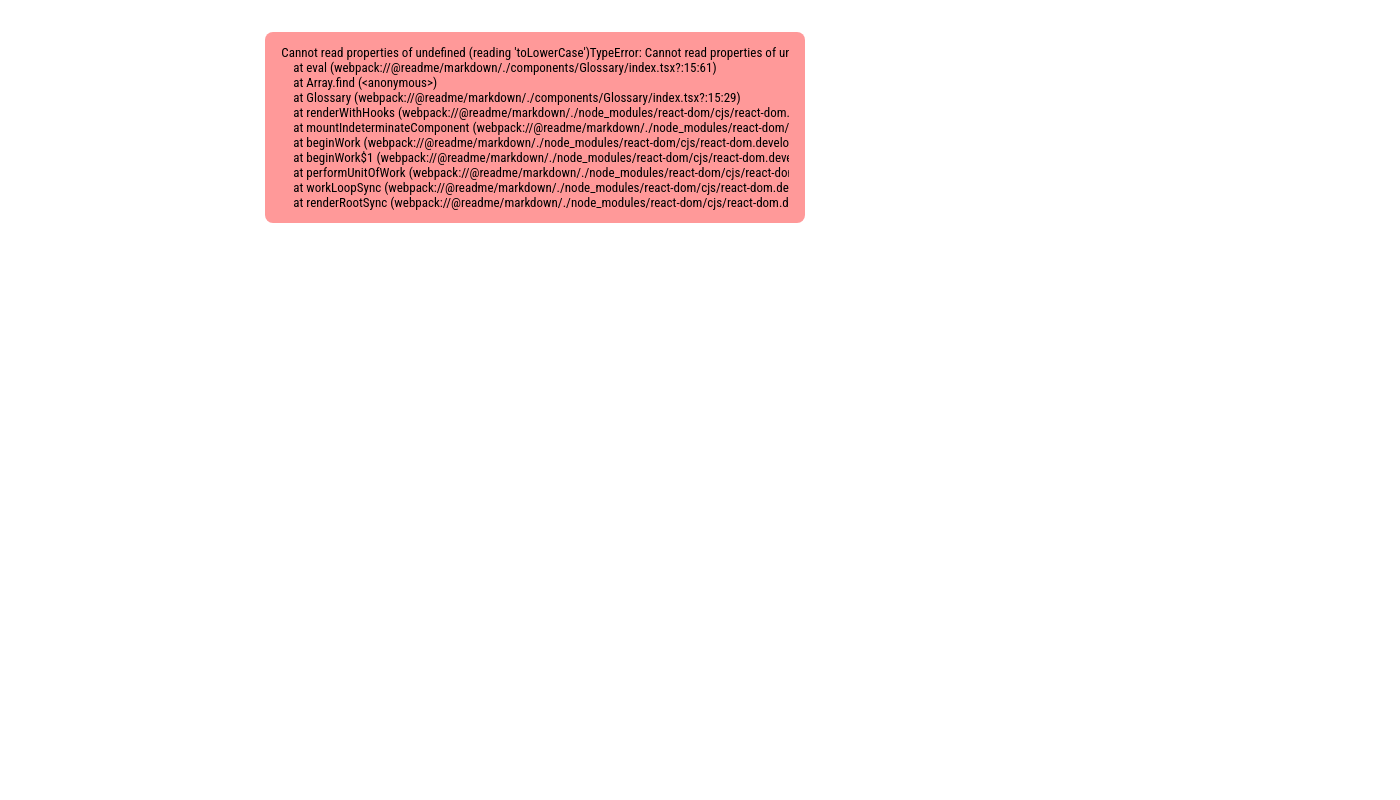 Cannot read properties of undefined (reading 'toLowerCase')TypeError: Cannot read properties of
at eval (webpack://@readme/markdown/./components/Glossary/index.tsx?:15:61)
at Array.find (<anonymous>)
at Glossary (webpack://@readme/markdown/./components/Glossary/index.tsx?:15:29)
at renderWithHooks (webpack://@readme/markdown/./node_modules/react-dom/cjs/react-dom.
at mountIndeterminateComponent (webpack://@readme/markdown/./node_modules/react-dom/
at beginWork (webpack://@readme/markdown/./node_modules/react-dom/cjs/react-dom.develo
at beginWork$1 (webpack://@readme/markdown/./node_modules/react-dom/cjs/react-dom.deve
at performUnitOfWork (webpack://@readme/markdown/./node_modules/react-dom/cjs/react-do
at workLoopSync (webpack://@readme/markdown/./node_modules/react-dom/cjs/react-dom.de
at renderRootSync (webpack://@readme/markdown/./node_modules/react-dom/cjs/react-dom.d